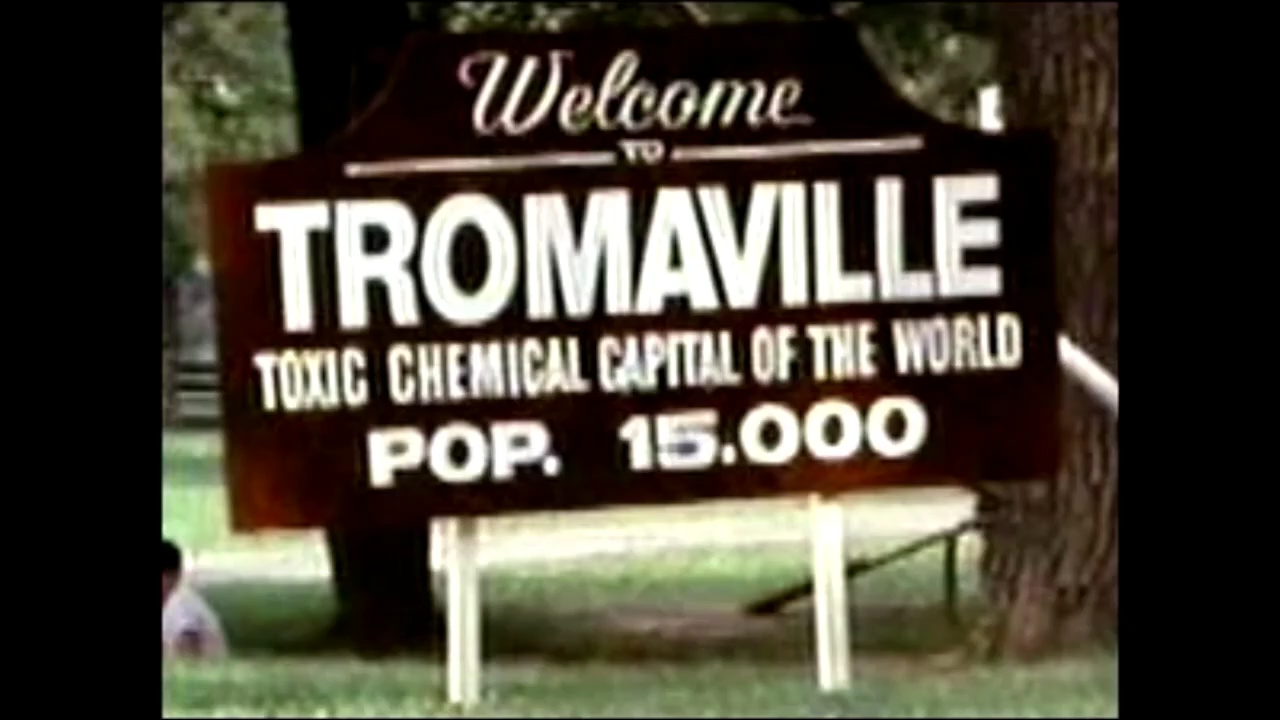 Welcome
TO
TROMAVILLE
TOXIC CHEMICAL CAPITAL OF THE WORLD
POP. 15.000